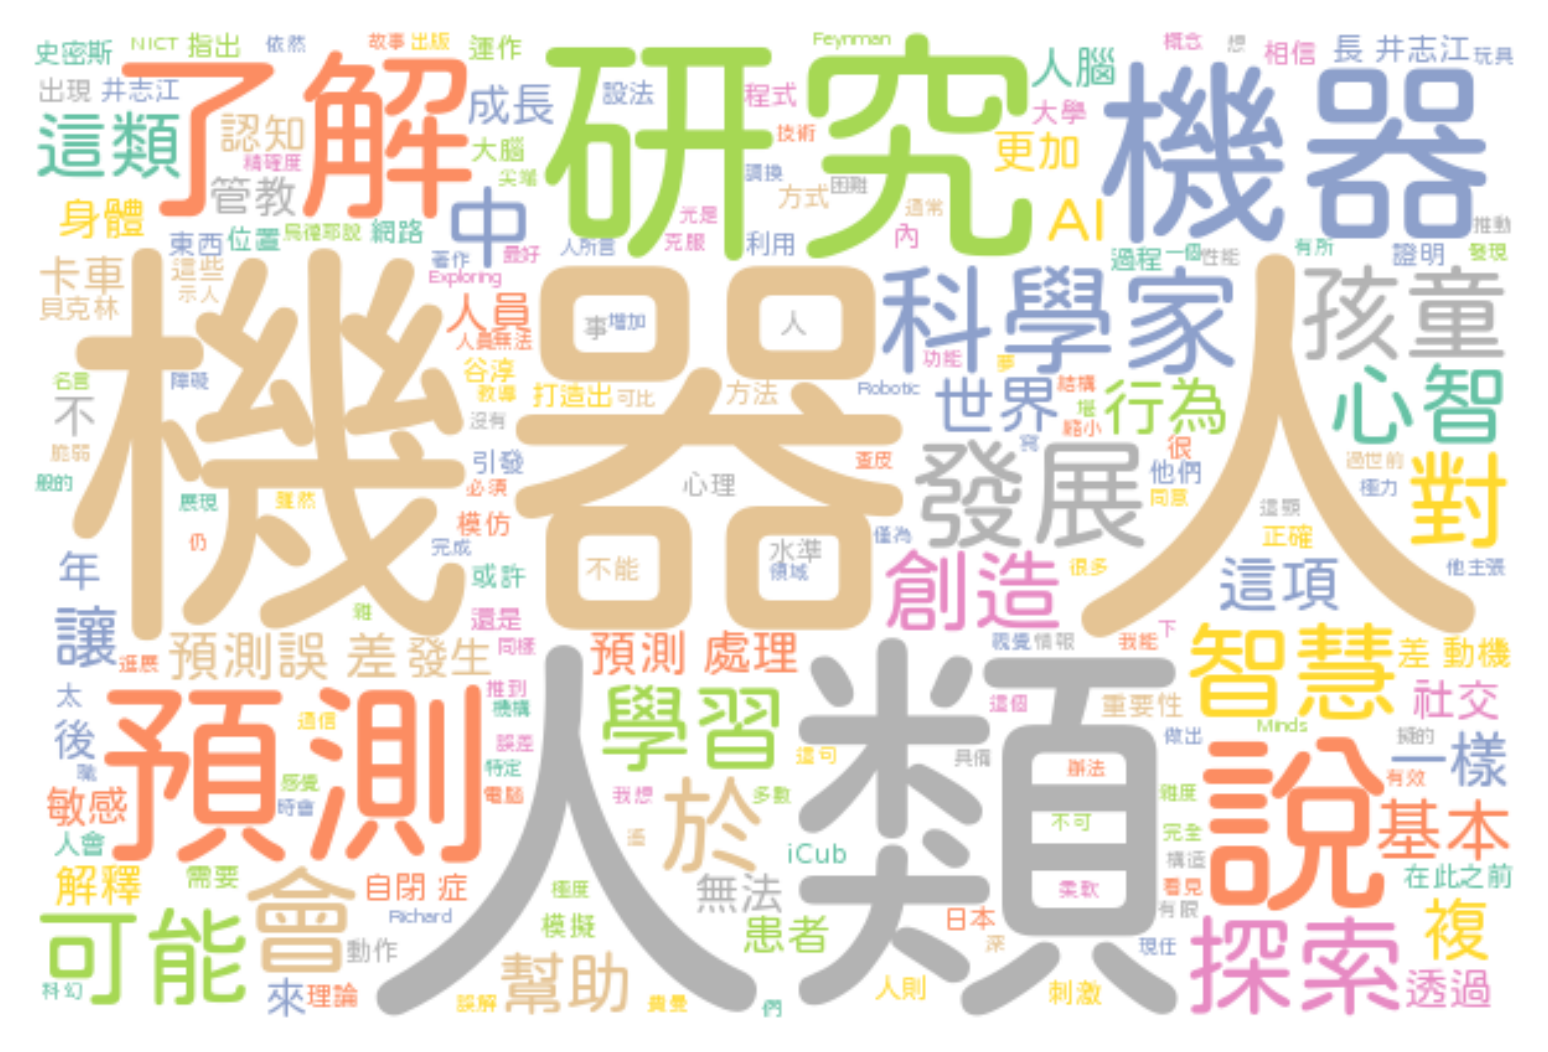 史密斯 NICT 指出 依然 故事 出版 運作 Feynman 概念 想 相信 長 井志江 玩具
出現 井志江 了解 成長 設法 研究 程式 人腦 機器
這類 認知 精確度 大腦 技術 大學 更加
管教 尖端 調換 方式 困難 通常
身體 中 元是 AI 推動
東西 位置 烏德耶說 網路 著作 最好 人所言 利用 克服 內 過程 一個 性能 有所 證明 發現
卡車 這些 示人 Exploring 科學家 孩童
貝克林 機器人 人員 事 增加 人
人員 無法 功能 夢
名言 障礙 谷淳 教導 打造出 可比 方法 Robotic 世界 結構 堪 行為 心智
不 沒有 縮小
脆弱 引發 查皮 發展 寫 很 他們 過世前 對
般的 展現 雖然 必須 心理 同意 極力
仍 模仿 這類 正確
年 完成 不能 水準 領域 僅為 創造 很多 這項 他主張
或許
讓 雜 還是 下
進展 預測誤 差 發生 同樣 預測 處理 視覺 情報 我能 智慧 差 動機
太 預測 推到 機構 學習 人類 這個 重要性 社交
後 通信 誤差 這句 具備 做出 Minds 擬的 一樣
職 感覺 特定 辦法 說 有效
敏感 時會 電腦 我想 於 多數 雜度 基本
人會 iCub 不可 完全
解釋 需要 會 自閉 症 極度 無法 柔軟 構造 看見 在此之前
可能 Richard 模擬 患者 日本 有限 探索 複
動作 深 現任
科幻 來 理論 幫助 誤解 費曼 們 人則 刺激 透過